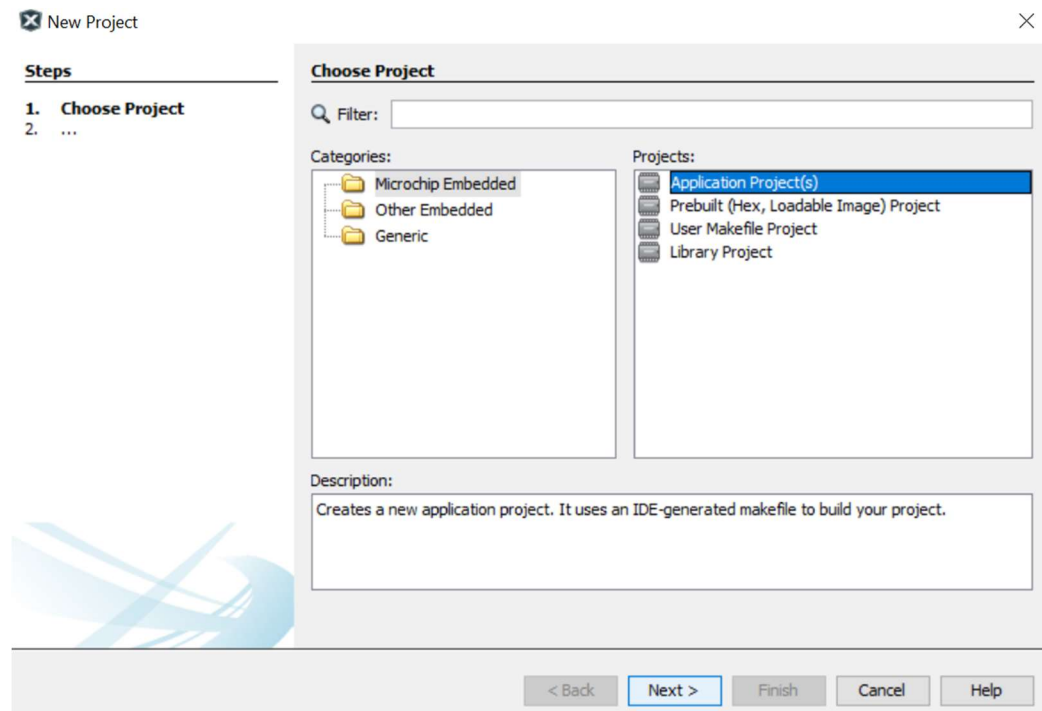 New Project
Steps
1. Choose Project
2. ...
Choose Project
Filter:
Categories:
Microchip Embedded
Other Embedded
Generic
Projects:
Application Project(s)
Prebuilt (Hex, Loadable Image) Project
User Makefile Project
Library Project
Description:
Creates a new application project. It uses an IDE-generated makefile to build your project.
< Back
Next >
Finish
Cancel
Help